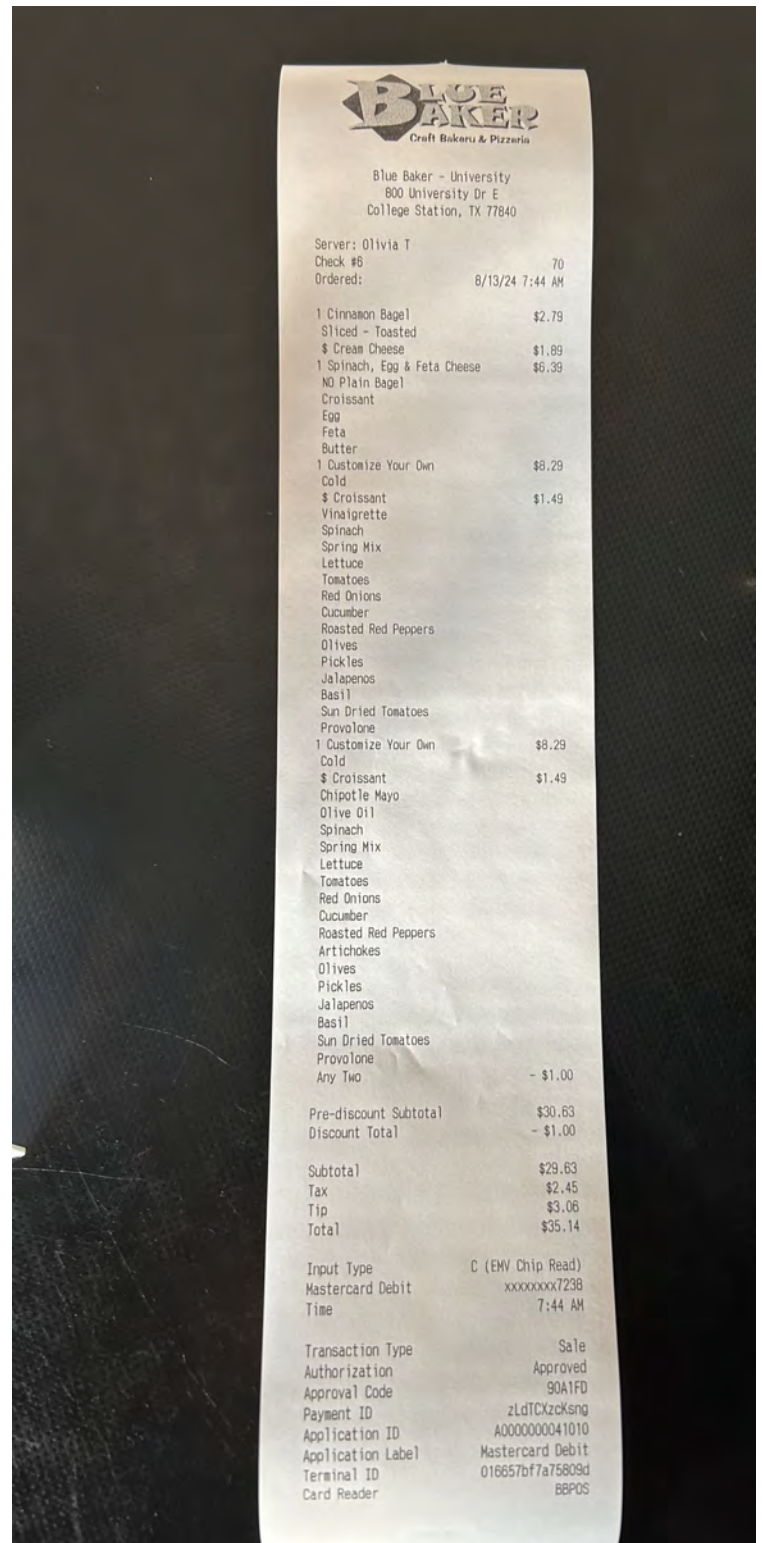 BLUE
BAKER
Craft Bakery & Pizzeria
Blue Baker - University
800 University Dr E
College Station, TX 77840
Server: Olivia T
Check #6 70
Ordered: 8/13/24 7:44 AM
1 Cinnamon Bagel $2.79
Sliced - Toasted
$ Cream Cheese $1.89
1 Spinach, Egg & Feta Cheese $6.39
NO Plain Bagel
Croissant
Egg
Feta
Butter
1 Customize Your Own $8.29
Cold
$ Croissant $1.49
Vinaigrette
Spinach
Spring Mix
Lettuce
Tomatoes
Red Onions
Cucumber
Roasted Red Peppers
Olives
Pickles
Jalapenos
Basil
Sun Dried Tomatoes
Provolone
1 Customize Your Own $8.29
Cold
$ Croissant $1.49
Chipotle Mayo
Olive Oil
Spinach
Spring Mix
Lettuce
Tomatoes
Red Onions
Cucumber
Roasted Red Peppers
Artichokes
Olives
Pickles
Jalapenos
Basil
Sun Dried Tomatoes
Provolone
Any Two - $1.00
Pre-discount Subtotal $30.63
Discount Total - $1.00
Subtotal $29.63
Tax $2.45
Tip $3.06
Total $35.14
Input Type C (EMV Chip Read)
Mastercard Debit xxxxxxxx7238
Time 7:44 AM
Transaction Type Sale
Authorization Approved
Approval Code 90A1FD
Payment ID zLdTCXzcKsng
Application ID A0000000041010
Application Label Mastercard Debit
Terminal ID 016657bf7a75809d
Card Reader BBPOS